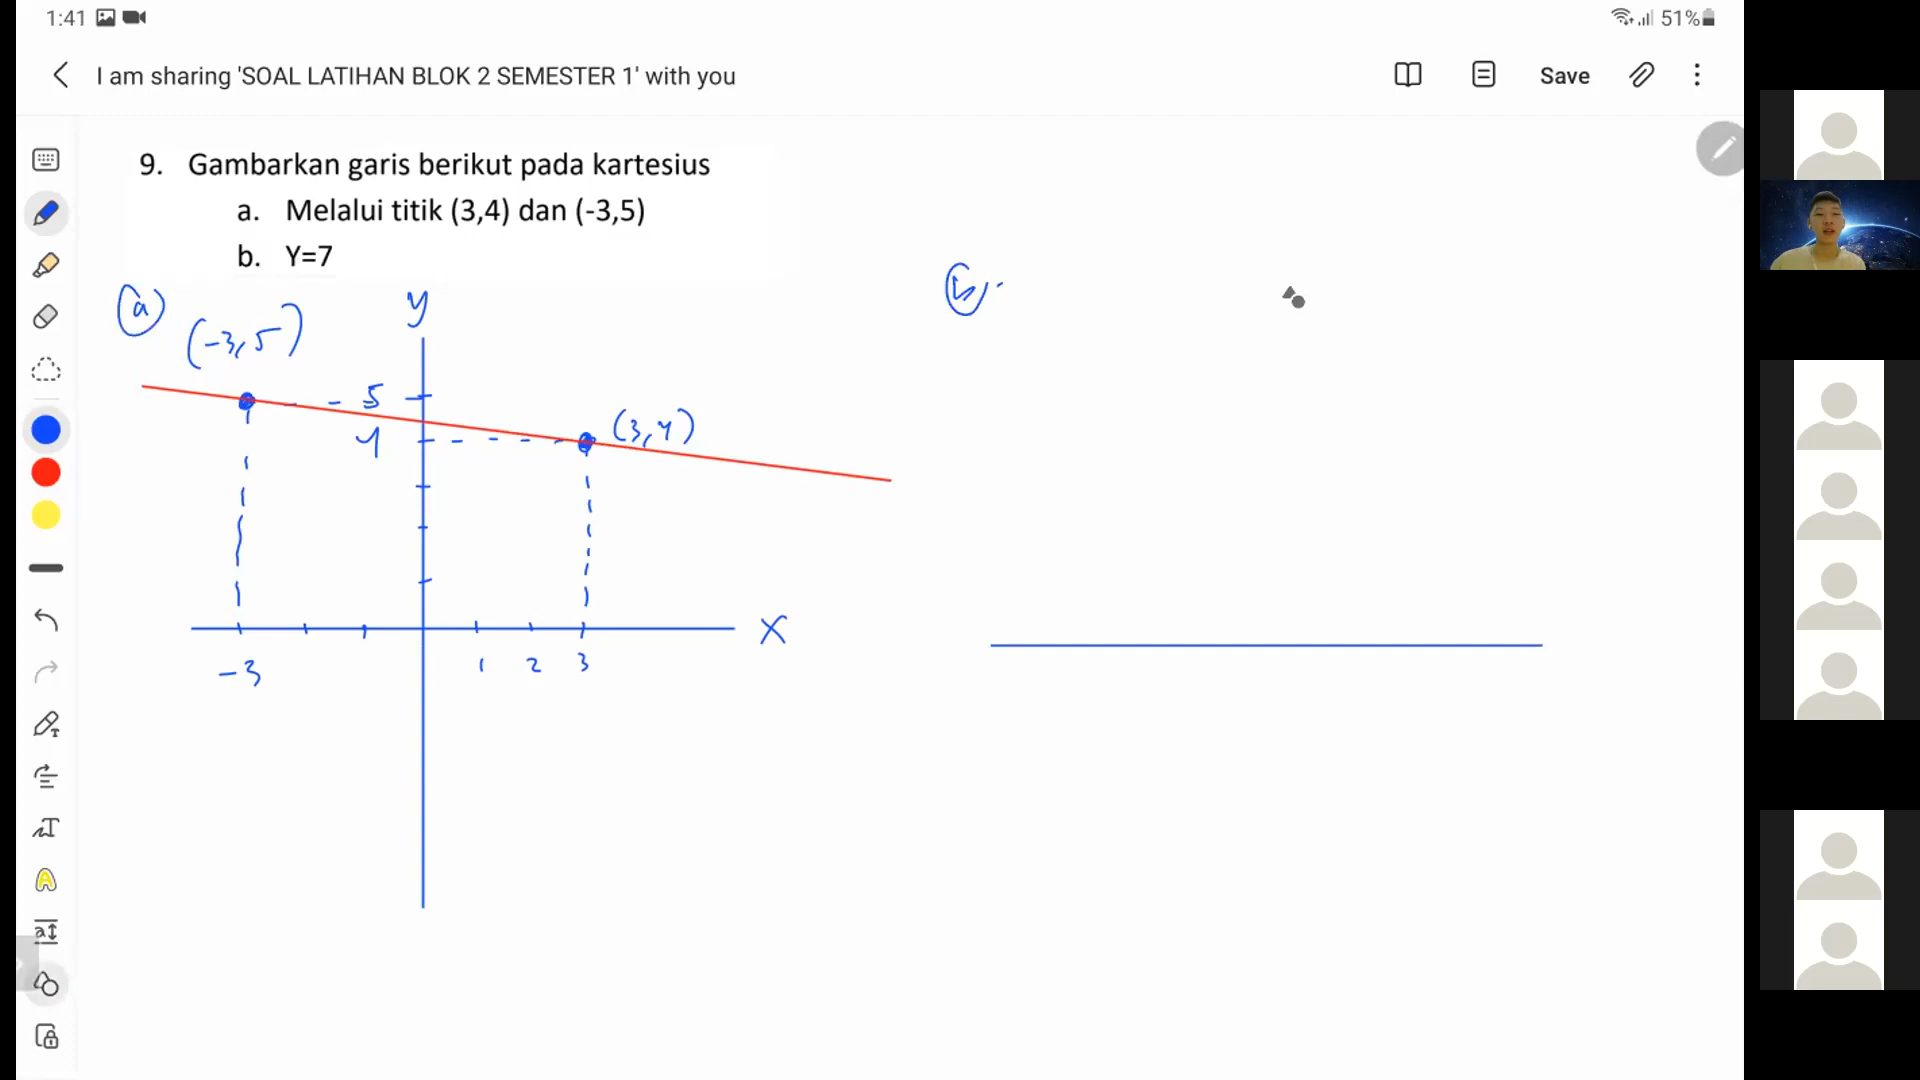 1:41
51%
I am sharing 'SOAL LATIHAN BLOK 2 SEMESTER 1' with you
Save
9. Gambarkan garis berikut pada kartesius
a. Melalui titik (3,4) dan (-3,5)
b. Y=7
(a)
(b).
y
(-3,5)
5
4
(3,4)
x
-3
1
2
3